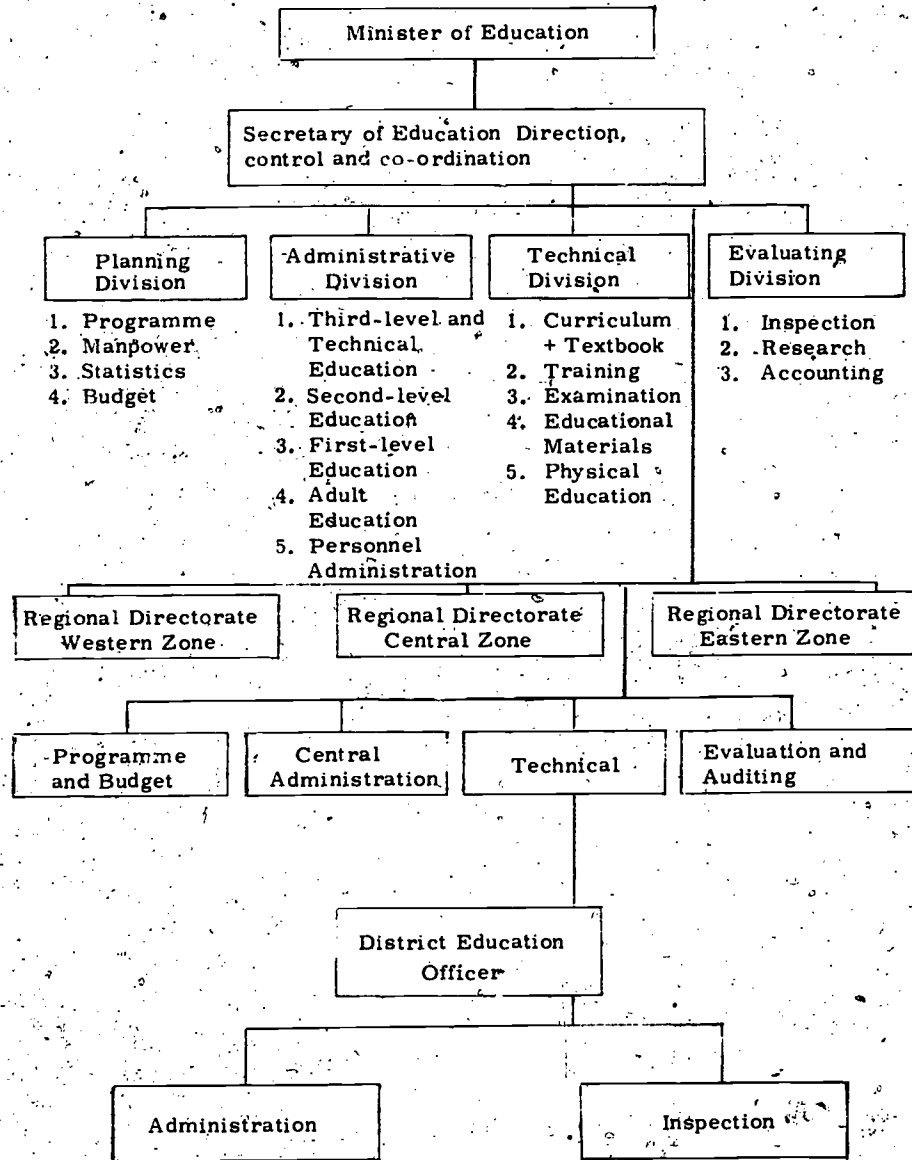 Minister of Education
Secretary of Education Direction,
control and co-ordination
Planning
Division
1. Programme
2. Manpower
3. Statistics
4. Budget
Administrative
Division
1. Third-level and
Technical
Education
2. Second-level
Education
3. First-level
Education
4. Adult
Education
5. Personnel
Administration
Technical
Division
1. Curriculum
+ Textbook
2. Training
3. Examination
4. Educational
Materials
5. Physical
Education
Evaluating
Division
1. Inspection
2. Research
3. Accounting
Regional Directorate
Western Zone
Regional Directorate
Central Zone
Regional Directorate
Eastern Zone
Programme
and Budget
Central
Administration
Technical
Evaluation and
Auditing
District Education
Officer
Administration
Inspection